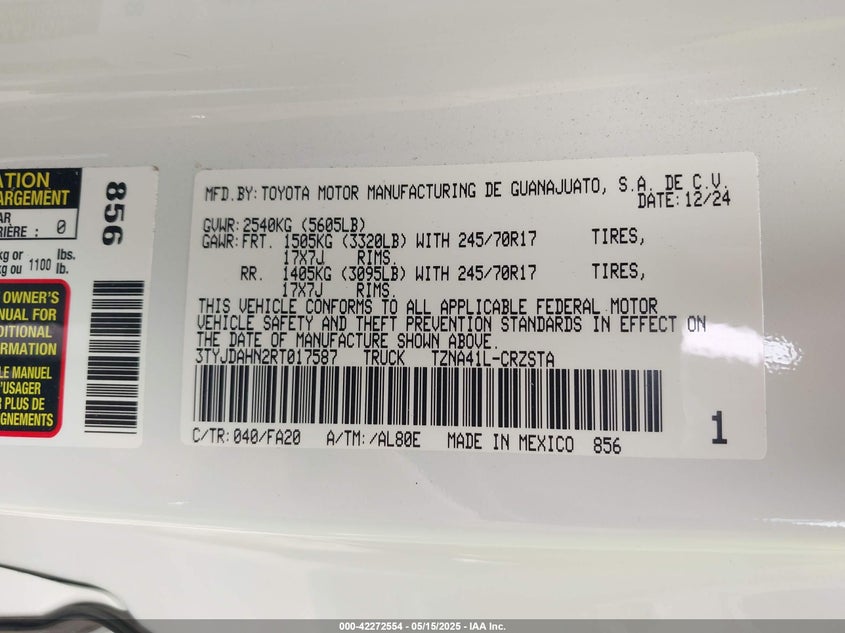 ATION
ARGEMENT
AR
RIÈRE : 0
kg or lbs.
kg ou 1100 lb.
OWNER'S
NUAL FOR
DITIONAL
ORMATION
LE MANUEL
'USAGER
R PLUS DE
IGNEMENTS
856
MFD.BY:TOYOTA MOTOR MANUFACTURING DE GUANAJUATO, S.A. DE C.V.
DATE:12/24
GVWR:2540KG (5605LB)
GAWR:FRT. 1505KG (3320LB) WITH 245/70R17 TIRES,
17X7J RIMS.
RR. 1405KG (3095LB) WITH 245/70R17 TIRES,
17X7J RIMS.
THIS VEHICLE CONFORMS TO ALL APPLICABLE FEDERAL MOTOR
VEHICLE SAFETY AND THEFT PREVENTION STANDARDS IN EFFECT ON
THE DATE OF MANUFACTURE SHOWN ABOVE.
3TYJDAHN2RT017587 TRUCK TZNA41L-CRZSTA
C/TR:040/FA20 A/TM:/AL80E MADE IN MEXICO 856
1
000-42272554 - 05/15/2025 - IAA Inc.